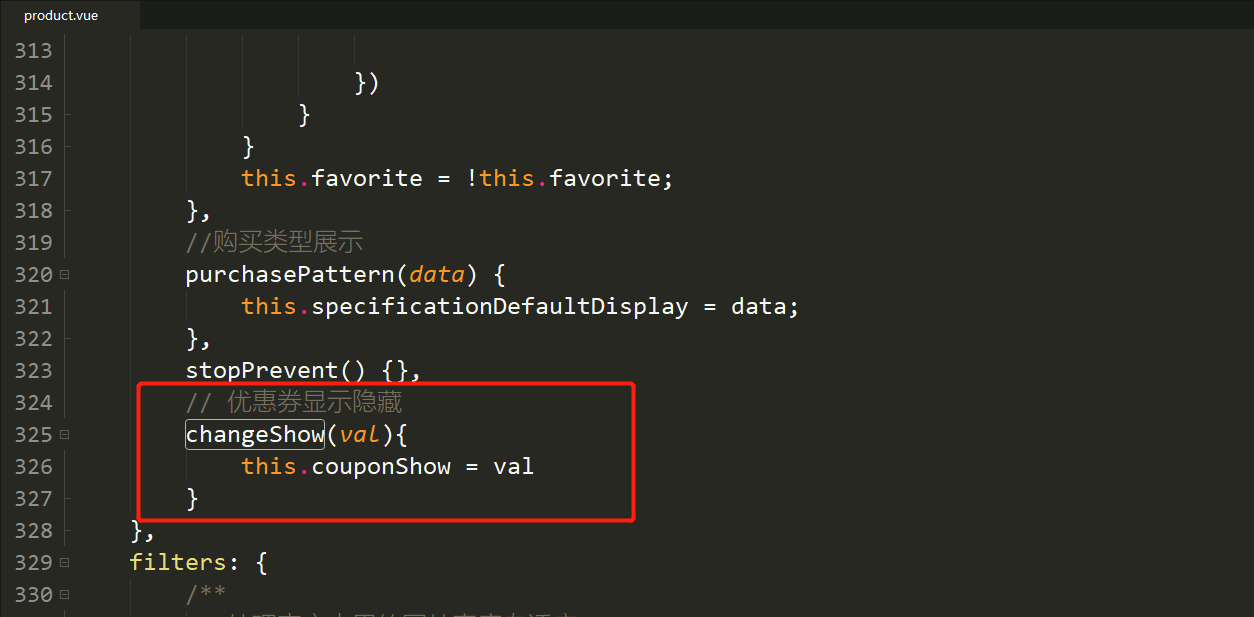 product.vue
313
314 })
315 }
316 }
317 this.favorite = !this.favorite;
318 },
319 //购买类型展示
320 purchasePattern(data) {
321 this.specificationDefaultDisplay = data;
322 },
323 stopPrevent() {},
324 // 优惠券显示隐藏
325 changeShow(val){
326 this.couponShow = val
327 }
328 },
329 filters: {
330 /**